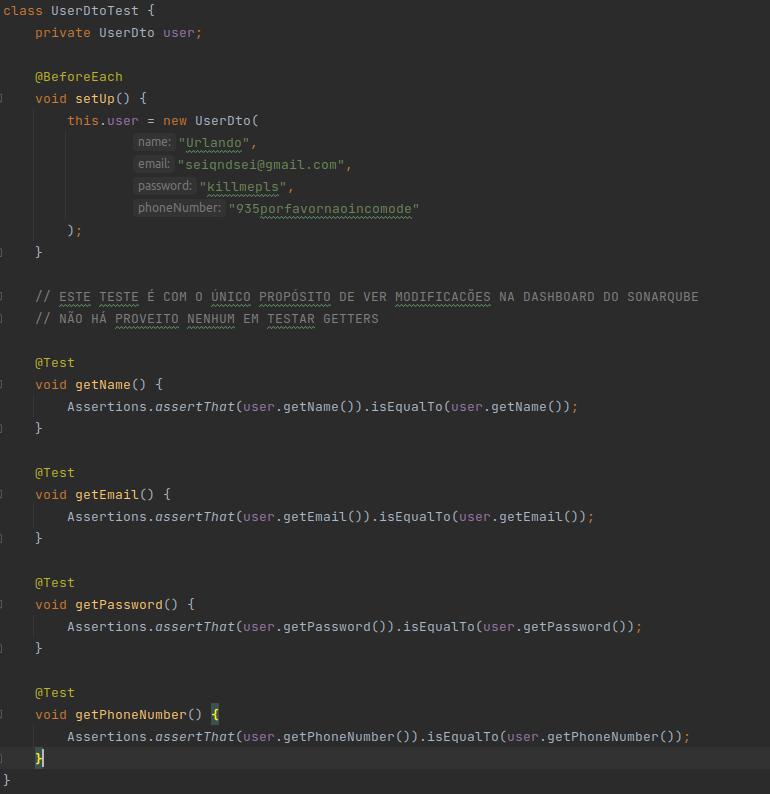 class UserDtoTest {
private UserDto user;
@BeforeEach
void setUp() {
this.user = new UserDto(
name: "Urlando",
email: "seiqndsei@gmail.com",
password: "killmepls",
phoneNumber: "935porfavornaoincomode"
);
}
// ESTE TESTE É COM O ÚNICO PROPÓSITO DE VER MODIFICACÕES NA DASHBOARD DO SONARQUBE
// NÃO HÁ PROVEITO NENHUM EM TESTAR GETTERS
@Test
void getName() {
Assertions.assertThat(user.getName()).isEqualTo(user.getName());
}
@Test
void getEmail() {
Assertions.assertThat(user.getEmail()).isEqualTo(user.getEmail());
}
@Test
void getPassword() {
Assertions.assertThat(user.getPassword()).isEqualTo(user.getPassword());
}
@Test
void getPhoneNumber() {
Assertions.assertThat(user.getPhoneNumber()).isEqualTo(user.getPhoneNumber());
}
}